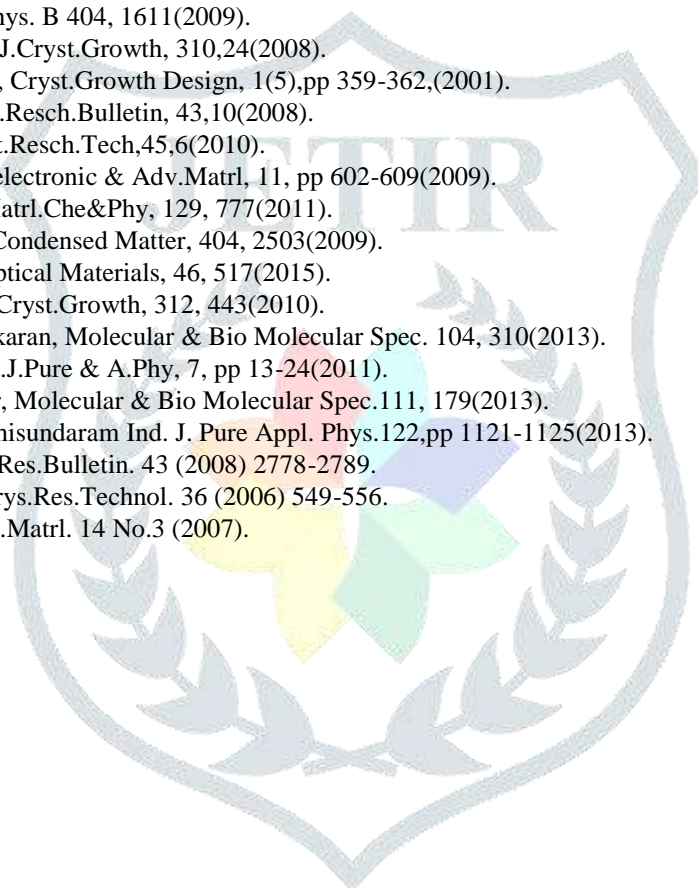 hys. B 404, 1611(2009).
J.Cryst.Growth, 310,24(2008).
, Cryst.Growth Design, 1(5),pp 359-362,(2001).
.Resch.Bulletin, 43,10(2008).
t.Resch.Tech,45,6(2010).
electronic & Adv.Matrl, 11, pp 602-609(2009).
Matrl.Che&Phy, 129, 777(2011).
Condensed Matter, 404, 2503(2009).
ptical Materials, 46, 517(2015).
Cryst.Growth, 312, 443(2010).
karan, Molecular & Bio Molecular Spec. 104, 310(2013).
.J.Pure & A.Phy, 7, pp 13-24(2011).
r, Molecular & Bio Molecular Spec.111, 179(2013).
hisundaram Ind. J. Pure Appl. Phys.122,pp 1121-1125(2013).
Res.Bulletin. 43 (2008) 2778-2789.
rys.Res.Technol. 36 (2006) 549-556.
.Matrl. 14 No.3 (2007).
JETIR